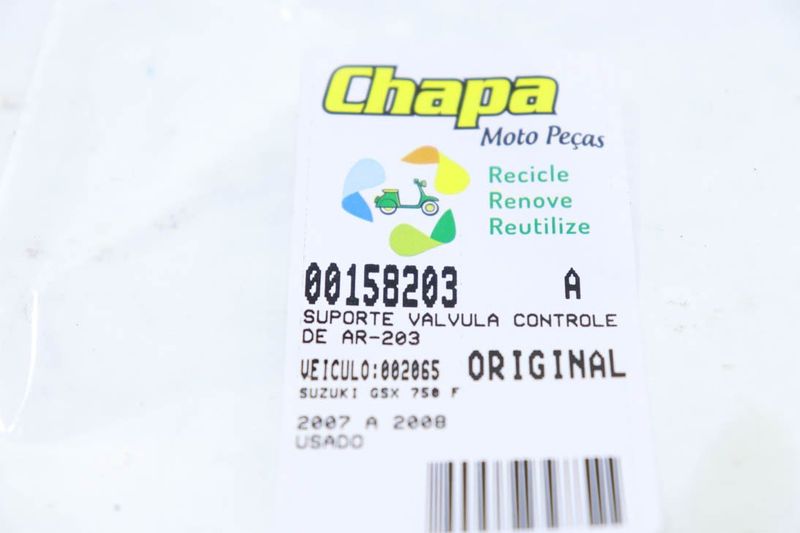 Chapa
Moto Peças
Recicle
Renove
Reutilize
00158203 A
SUPORTE VALVULA CONTROLE
DE AR-203
VEICULO:002065 ORIGINAL
SUZUKI GSX 750 F
2007 A 2008
USADO